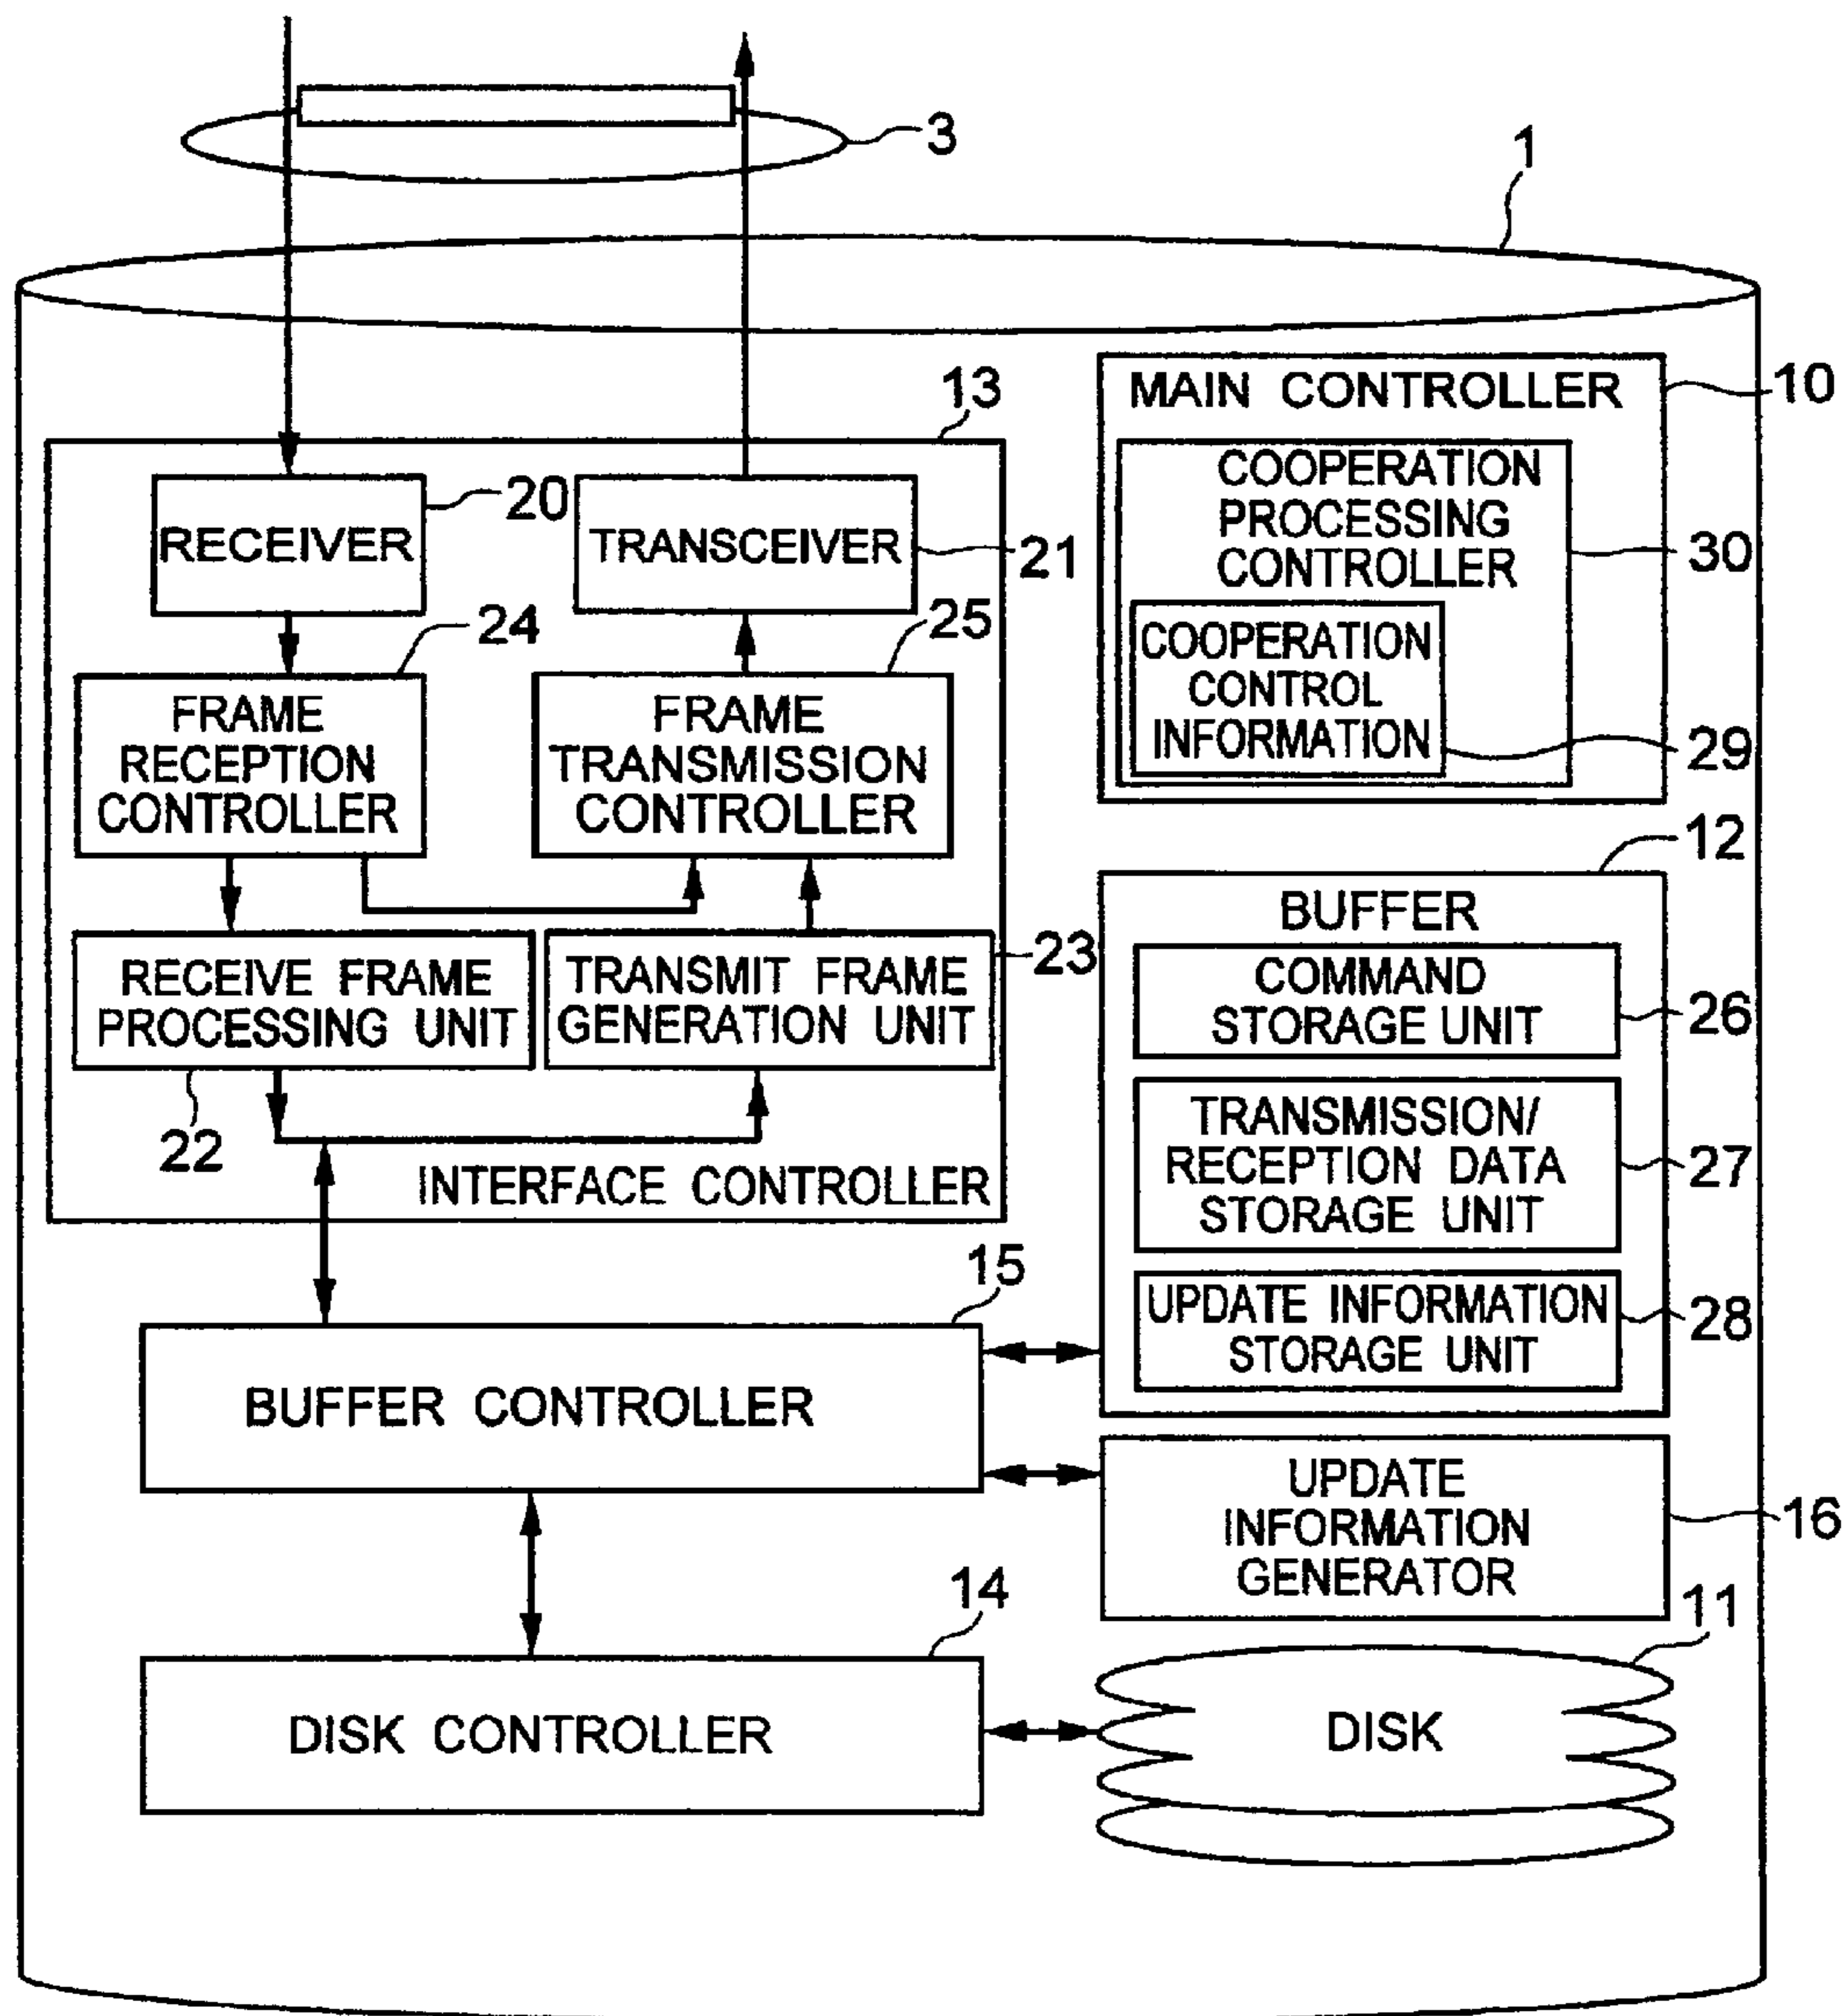 3
1
13
MAIN CONTROLLER
10
COOPERATION
PROCESSING
CONTROLLER
30
COOPERATION
CONTROL
INFORMATION
29
RECEIVER
20
TRANSCEIVER
21
24
25
FRAME
RECEPTION
CONTROLLER
FRAME
TRANSMISSION
CONTROLLER
RECEIVE FRAME
PROCESSING UNIT
TRANSMIT FRAME
GENERATION UNIT
23
22
INTERFACE CONTROLLER
12
BUFFER
COMMAND
STORAGE UNIT
26
TRANSMISSION/
RECEPTION DATA
STORAGE UNIT
27
UPDATE INFORMATION
STORAGE UNIT
28
15
BUFFER CONTROLLER
UPDATE
INFORMATION
GENERATOR
16
14
DISK CONTROLLER
11
DISK